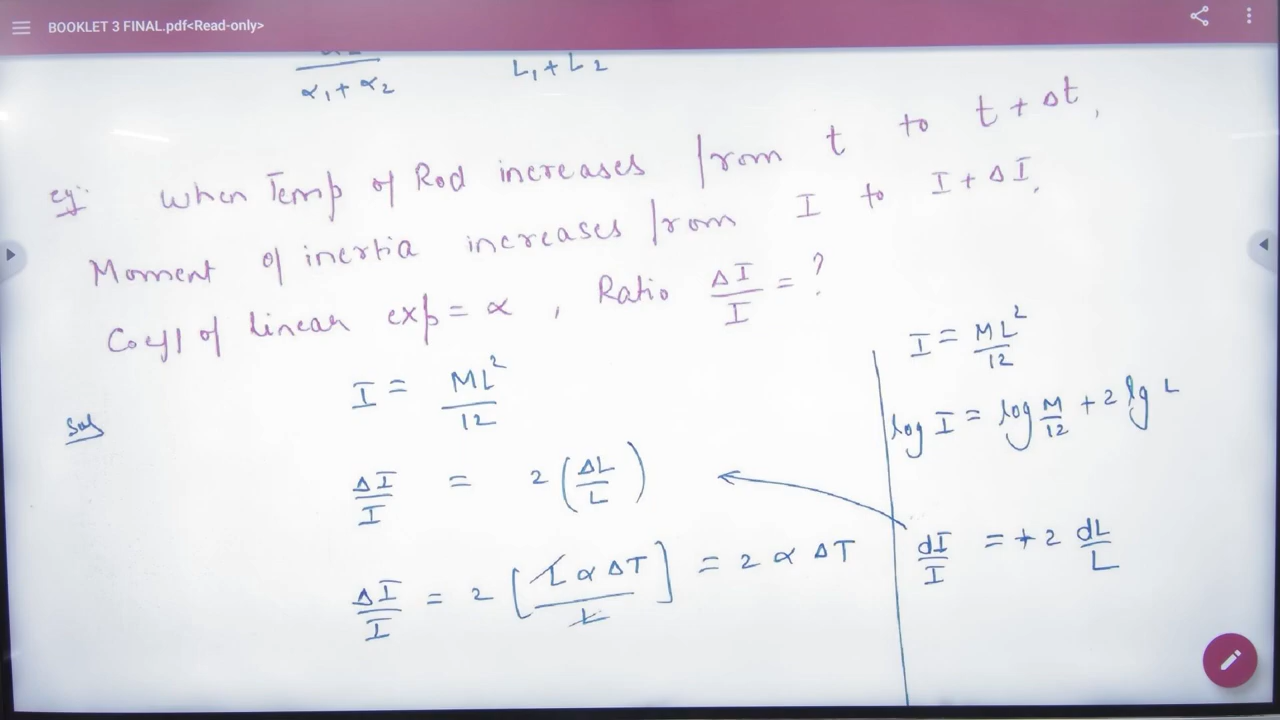 BOOKLET 3 FINAL.pdf<Read-only>
α₁ + α₂ L₁ + L₂
eg: When Temp of Rod increases from t to t + Δt,
Moment of inertia increases from I to I + ΔI,
Coeff of linear exp = α , Ratio ΔI/I = ?
Sol
I = ML²/12
ΔI/I = 2 (ΔL/L)
ΔI/I = 2 [L α ΔT/L] = 2 α ΔT
I = ML²/12
log I = log M/12 + 2 log L
dI/I = +2 dL/L